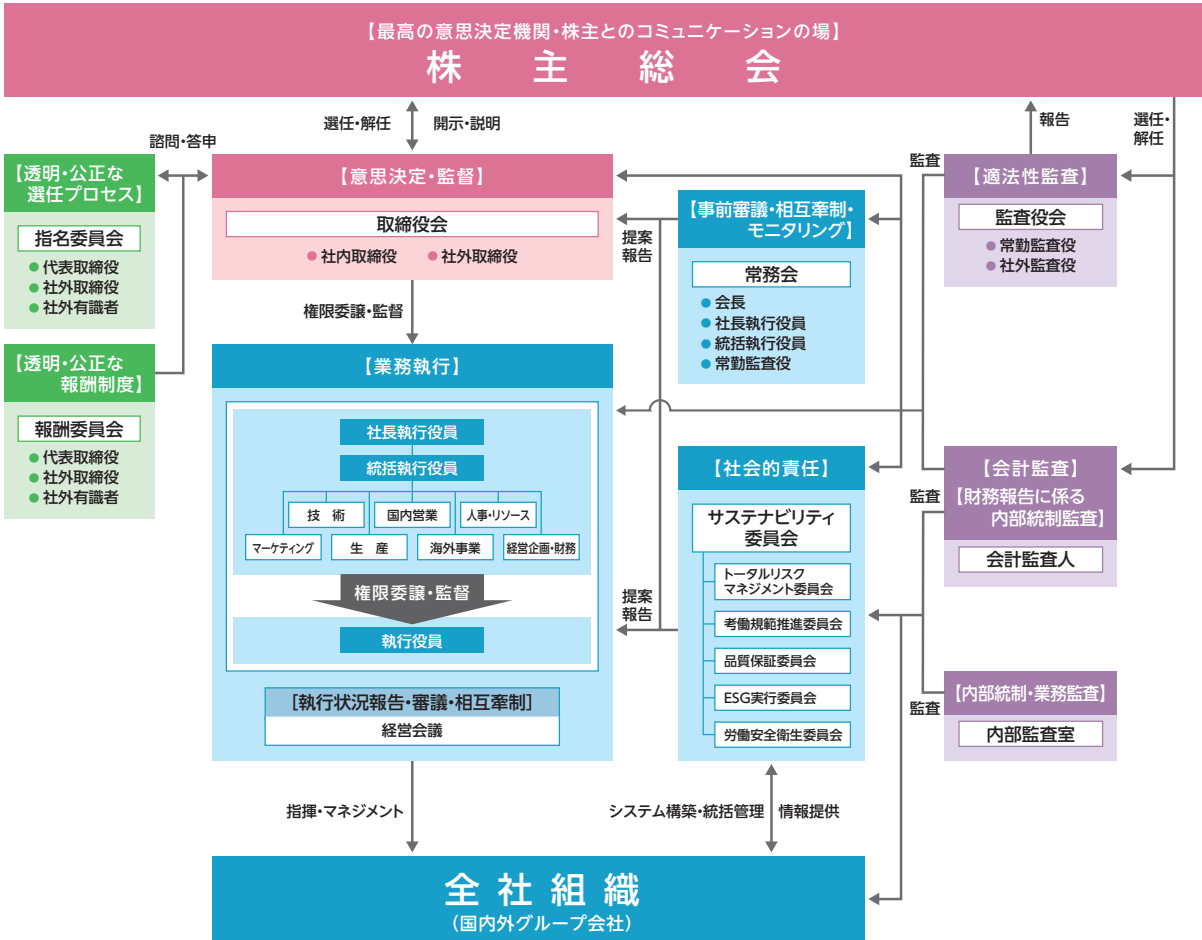 【最高の意思決定機関・株主とのコミュニケーションの場】
株主総会
選任・解任
開示・説明
報告
選任・
解任
諮問・答申
【透明・公正な
選任プロセス】
指名委員会
●代表取締役
●社外取締役
●社外有識者
【透明・公正な
報酬制度】
報酬委員会
●代表取締役
●社外取締役
●社外有識者
【意思決定・監督】
取締役会
●社内取締役 ●社外取締役
権限委譲・監督
【業務執行】
社長執行役員
統括執行役員
技術
国内営業
人事・リソース
マーケティング
生産
海外事業
経営企画・財務
権限委譲・監督
執行役員
[執行状況報告・審議・相互牽制]
経営会議
提案
報告
【事前審議・相互牽制・
モニタリング】
常務会
●会長
●社長執行役員
●統括執行役員
●常勤監査役
【社会的責任】
サステナビリティ
委員会
トータルリスク
マネジメント委員会
考働規範推進委員会
品質保証委員会
ESG実行委員会
労働安全衛生委員会
提案
報告
監査
【適法性監査】
監査役会
●常勤監査役
●社外監査役
【会計監査】
【財務報告に係る
内部統制監査】
会計監査人
監査
【内部統制・業務監査】
内部監査室
監査
指揮・マネジメント
システム構築・統括管理
情報提供
全社組織
(国内外グループ会社)